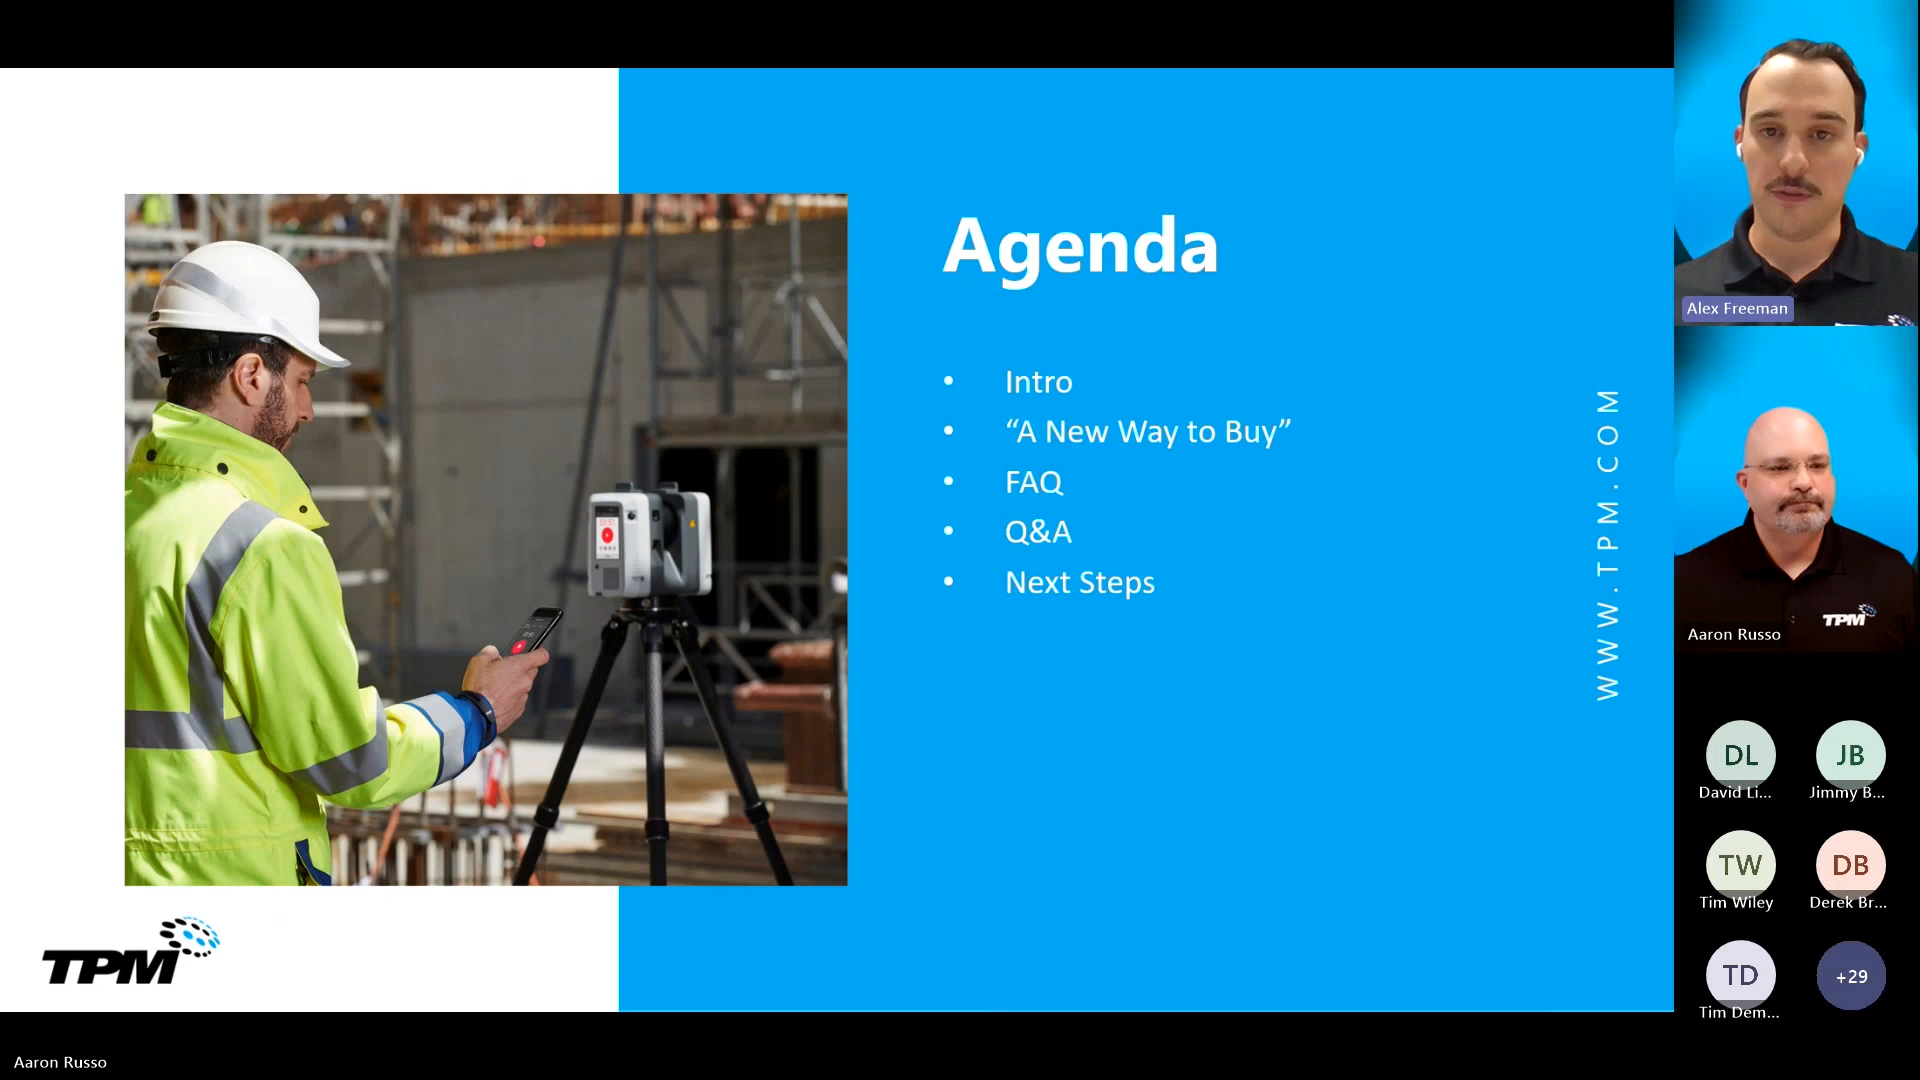 Agenda
• Intro
• “A New Way to Buy”
• FAQ
• Q&A
• Next Steps
WWW.TPM.COM
TPM
Alex Freeman
TPM
Aaron Russo
DL
David Li...
JB
Jimmy B...
TW
Tim Wiley
DB
Derek Br...
TD
Tim Dem...
+29
Aaron Russo